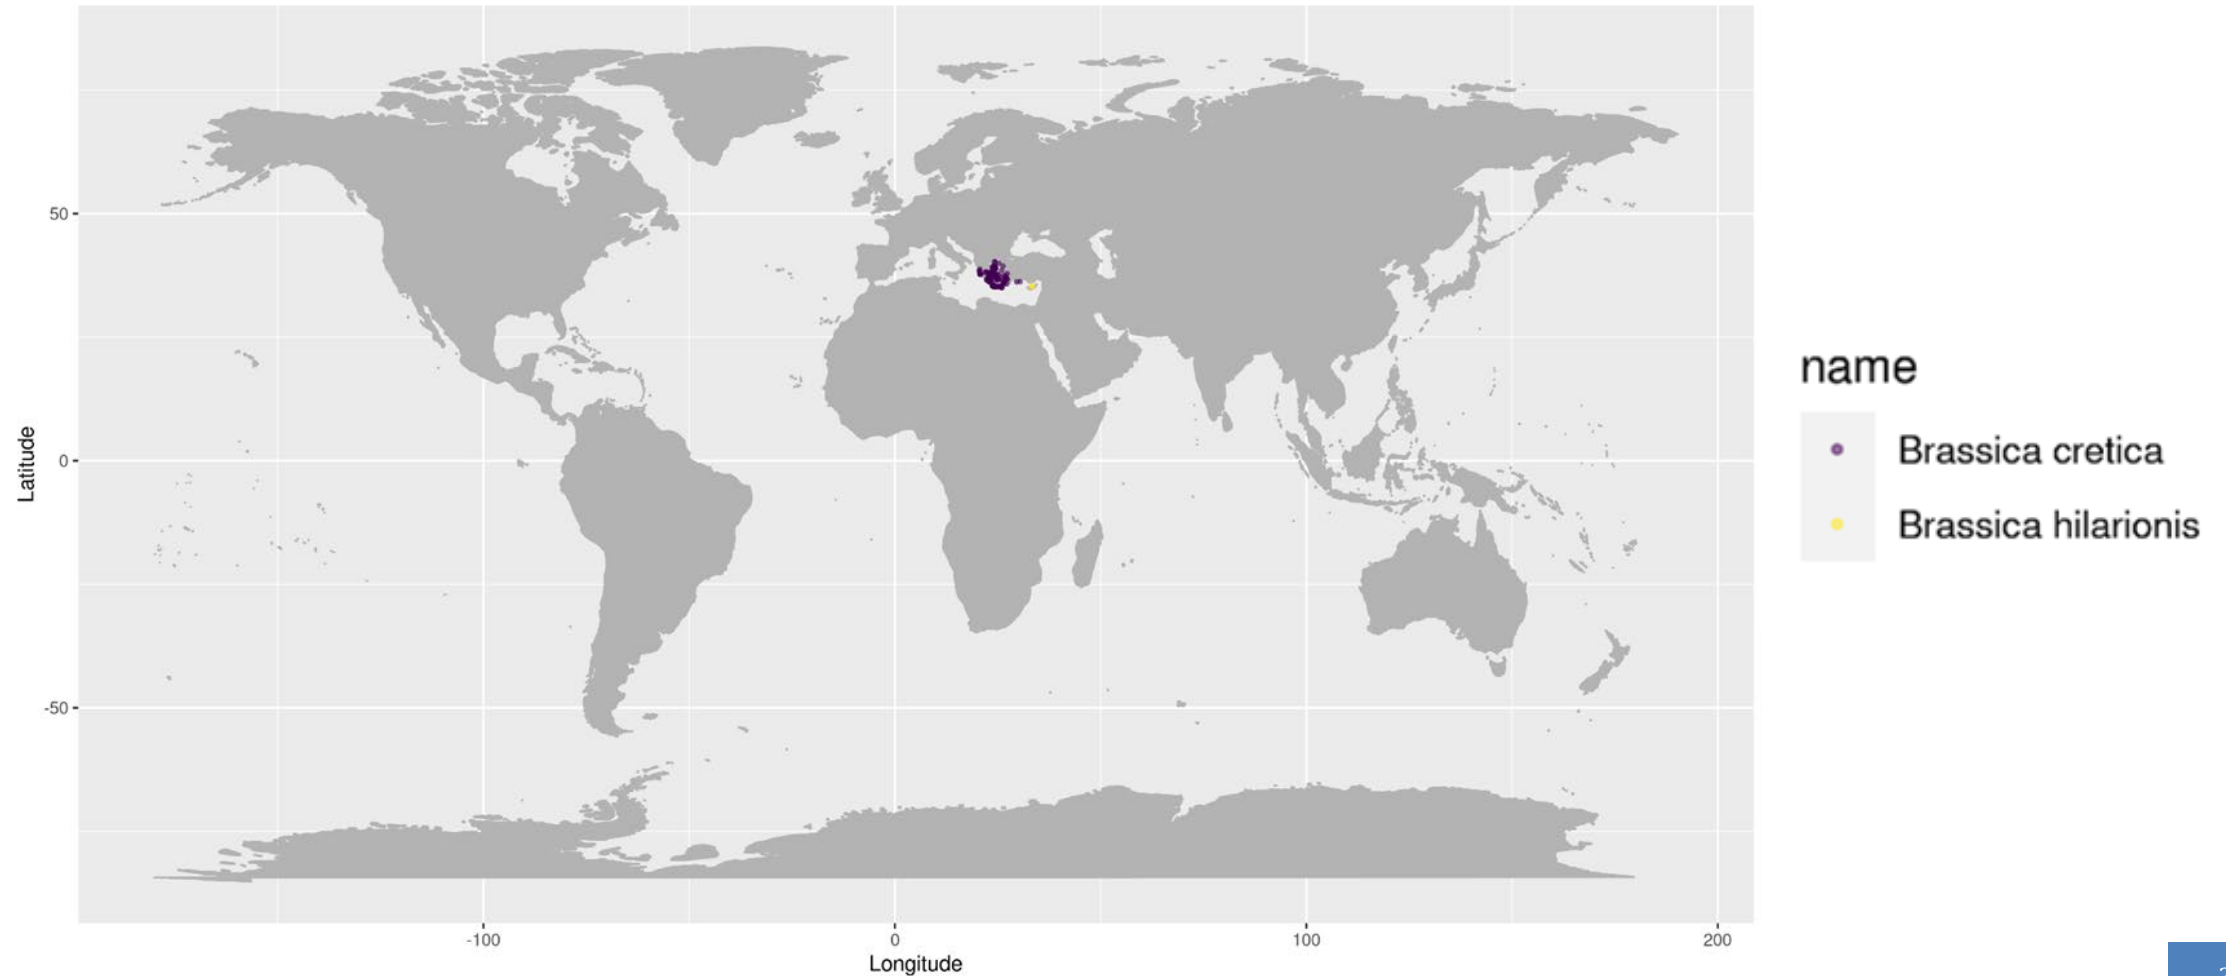 50
0
-50
Latitude
-100
0
100
200
Longitude
name
Brassica cretica
Brassica hilarionis